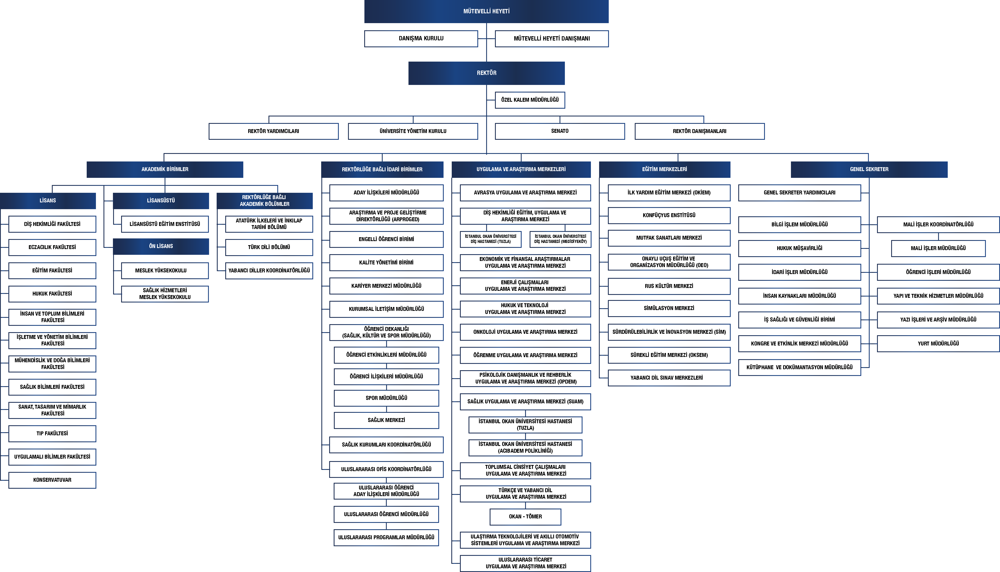 MÜTEVELLİ HEYETİ
DANIŞMA KURULU
MÜTEVELLİ HEYETİ DANIŞMANI
REKTÖR
ÖZEL KALEM MÜDÜRLÜĞÜ
REKTÖR YARDIMCILARI
ÜNİVERSİTE YÖNETİM KURULU
SENATO
REKTÖR DANIŞMANLARI
AKADEMİK BİRİMLER
LİSANS
DİŞ HEKİMLİĞİ FAKÜLTESİ
ECZACILIK FAKÜLTESİ
EĞİTİM FAKÜLTESİ
HUKUK FAKÜLTESİ
İNSAN VE TOPLUM BİLİMLERİ
FAKÜLTESİ
İŞLETME VE YÖNETİM BİLİMLERİ
FAKÜLTESİ
MÜHENDİSLİK VE DOĞA BİLİMLERİ
FAKÜLTESİ
SAĞLIK BİLİMLERİ FAKÜLTESİ
SANAT, TASARIM VE MİMARLIK
FAKÜLTESİ
TIP FAKÜLTESİ
UYGULAMALI BİLİMLER FAKÜLTESİ
KONSERVATUVAR
LİSANSÜSTÜ
LİSANSÜSTÜ EĞİTİM ENSTİTÜSÜ
ÖN LİSANS
MESLEK YÜKSEKOKULU
SAĞLIK HİZMETLERİ
MESLEK YÜKSEKOKULU
REKTÖRLÜĞE BAĞLI
AKADEMİK BÖLÜMLER
ATATÜRK İLKELERİ VE İNKILAP
TARİHİ BÖLÜMÜ
TÜRK DİLİ BÖLÜMÜ
YABANCI DİLLER KOORDİNATÖRLÜĞÜ
REKTÖRLÜĞE BAĞLI İDARİ BİRİMLER
ADAY İLİŞKİLERİ MÜDÜRLÜĞÜ
ARAŞTIRMA VE PROJE GELİŞTİRME
DİREKTÖRLÜĞÜ (ARPROGED)
ENGELLİ ÖĞRENCİ BİRİMİ
KALİTE YÖNETİMİ BİRİMİ
KARİYER MERKEZİ MÜDÜRLÜĞÜ
KURUMSAL İLETİŞİM MÜDÜRLÜĞÜ
ÖĞRENCİ DEKANLIĞI
(SAĞLIK, KÜLTÜR VE SPOR MÜDÜRLÜĞÜ)
ÖĞRENCİ ETKİNLİKLERİ MÜDÜRLÜĞÜ
ÖĞRENCİ İLİŞKİLERİ MÜDÜRLÜĞÜ
SPOR MÜDÜRLÜĞÜ
SAĞLIK MERKEZİ
SAĞLIK KURUMLARI KOORDİNATÖRLÜĞÜ
ULUSLARARASI OFİS KOORDİNATÖRLÜĞÜ
ULUSLARARASI ÖĞRENCİ
ADAY İLİŞKİLERİ MÜDÜRLÜĞÜ
ULUSLARARASI ÖĞRENCİ MÜDÜRLÜĞÜ
ULUSLARARASI PROGRAMLAR MÜDÜRLÜĞÜ
UYGULAMA VE ARAŞTIRMA MERKEZLERİ
AVRASYA UYGULAMA VE ARAŞTIRMA MERKEZİ
DİŞ HEKİMLİĞİ EĞİTİM, UYGULAMA VE
ARAŞTIRMA MERKEZİ
İSTANBUL OKAN ÜNİVERSİTESİ
DİŞ HASTANESİ (TUZLA)
İSTANBUL OKAN ÜNİVERSİTESİ
DİŞ HASTANESİ (MECİDİYEKÖY)
EKONOMİK VE FİNANSAL ARAŞTIRMALAR
UYGULAMA VE ARAŞTIRMA MERKEZİ
ENERJİ ÇALIŞMALARI
UYGULAMA VE ARAŞTIRMA MERKEZİ
HUKUK VE TEKNOLOJİ
UYGULAMA VE ARAŞTIRMA MERKEZİ
ONKOLOJİ UYGULAMA VE ARAŞTIRMA MERKEZİ
ÖĞRENME UYGULAMA VE ARAŞTIRMA MERKEZİ
PSİKOLOJİK DANIŞMANLIK VE REHBERLİK
UYGULAMA VE ARAŞTIRMA MERKEZİ (OPDEM)
SAĞLIK UYGULAMA VE ARAŞTIRMA MERKEZİ (SUAM)
İSTANBUL OKAN ÜNİVERSİTESİ HASTANESİ
(TUZLA)
İSTANBUL OKAN ÜNİVERSİTESİ HASTANESİ
(ACIBADEM POLİKLİNİĞİ)
TOPLUMSAL CİNSİYET ÇALIŞMALARI
UYGULAMA VE ARAŞTIRMA MERKEZİ
TÜRKÇE VE YABANCI DİL
UYGULAMA VE ARAŞTIRMA MERKEZİ
OKAN - TÖMER
ULAŞTIRMA TEKNOLOJİLERİ VE AKILLI OTOMOTİV
SİSTEMLERİ UYGULAMA VE ARAŞTIRMA MERKEZİ
ULUSLARARASI TİCARET
UYGULAMA VE ARAŞTIRMA MERKEZİ
EĞİTİM MERKEZLERİ
İLK YARDIM EĞİTİM MERKEZİ (OKİEM)
KONFÜÇYUS ENSTİTÜSÜ
MUTFAK SANATLARI MERKEZİ
ONAYLI UÇUŞ EĞİTİM VE
ORGANİZASYON MÜDÜRLÜĞÜ (OEO)
RUS KÜLTÜR MERKEZİ
SİMÜLASYON MERKEZİ
SÜRDÜRÜLEBİLİRLİK VE İNOVASYON MERKEZİ (SİM)
SÜREKLİ EĞİTİM MERKEZİ (OKSEM)
YABANCI DİL SINAV MERKEZLERİ
GENEL SEKRETER
GENEL SEKRETER YARDIMCILARI
BİLGİ İŞLEM MÜDÜRLÜĞÜ
HUKUK MÜŞAVİRLİĞİ
İDARİ İŞLER MÜDÜRLÜĞÜ
İNSAN KAYNAKLARI MÜDÜRLÜĞÜ
İŞ SAĞLIĞI VE GÜVENLİĞİ BİRİMİ
KONGRE VE ETKİNLİK MERKEZİ MÜDÜRLÜĞÜ
KÜTÜPHANE VE DOKÜMANTASYON MÜDÜRLÜĞÜ
MALİ İŞLER KOORDİNATÖRLÜĞÜ
MALİ İŞLER MÜDÜRLÜĞÜ
ÖĞRENCİ İŞLERİ MÜDÜRLÜĞÜ
YAPI VE TEKNİK HİZMETLER MÜDÜRLÜĞÜ
YAZI İŞLERİ VE ARŞİV MÜDÜRLÜĞÜ
YURT MÜDÜRLÜĞÜ